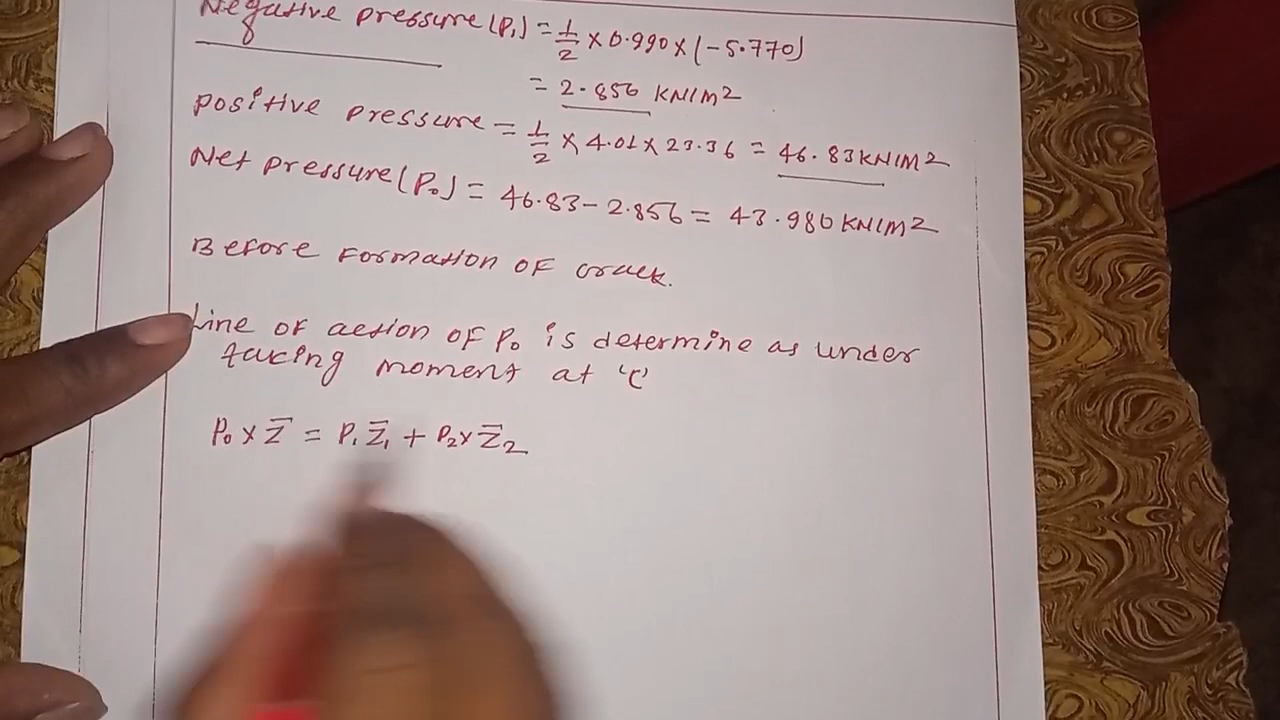 Negative pressure (P₁) = 1/2 × 0.990 × (-5.770)
= 2.856 KN/M2
positive pressure = 1/2 × 4.01 × 23.36 = 46.83 KN/M2
Net pressure (P₀) = 46.83 - 2.856 = 43.980 KN/M2
Before Formation OF crack.
Line OF action OF P₀ is determine as under
taking moment at 'C'
P₀ × Z̅ = P₁ Z̅₁ + P₂ × Z̅₂